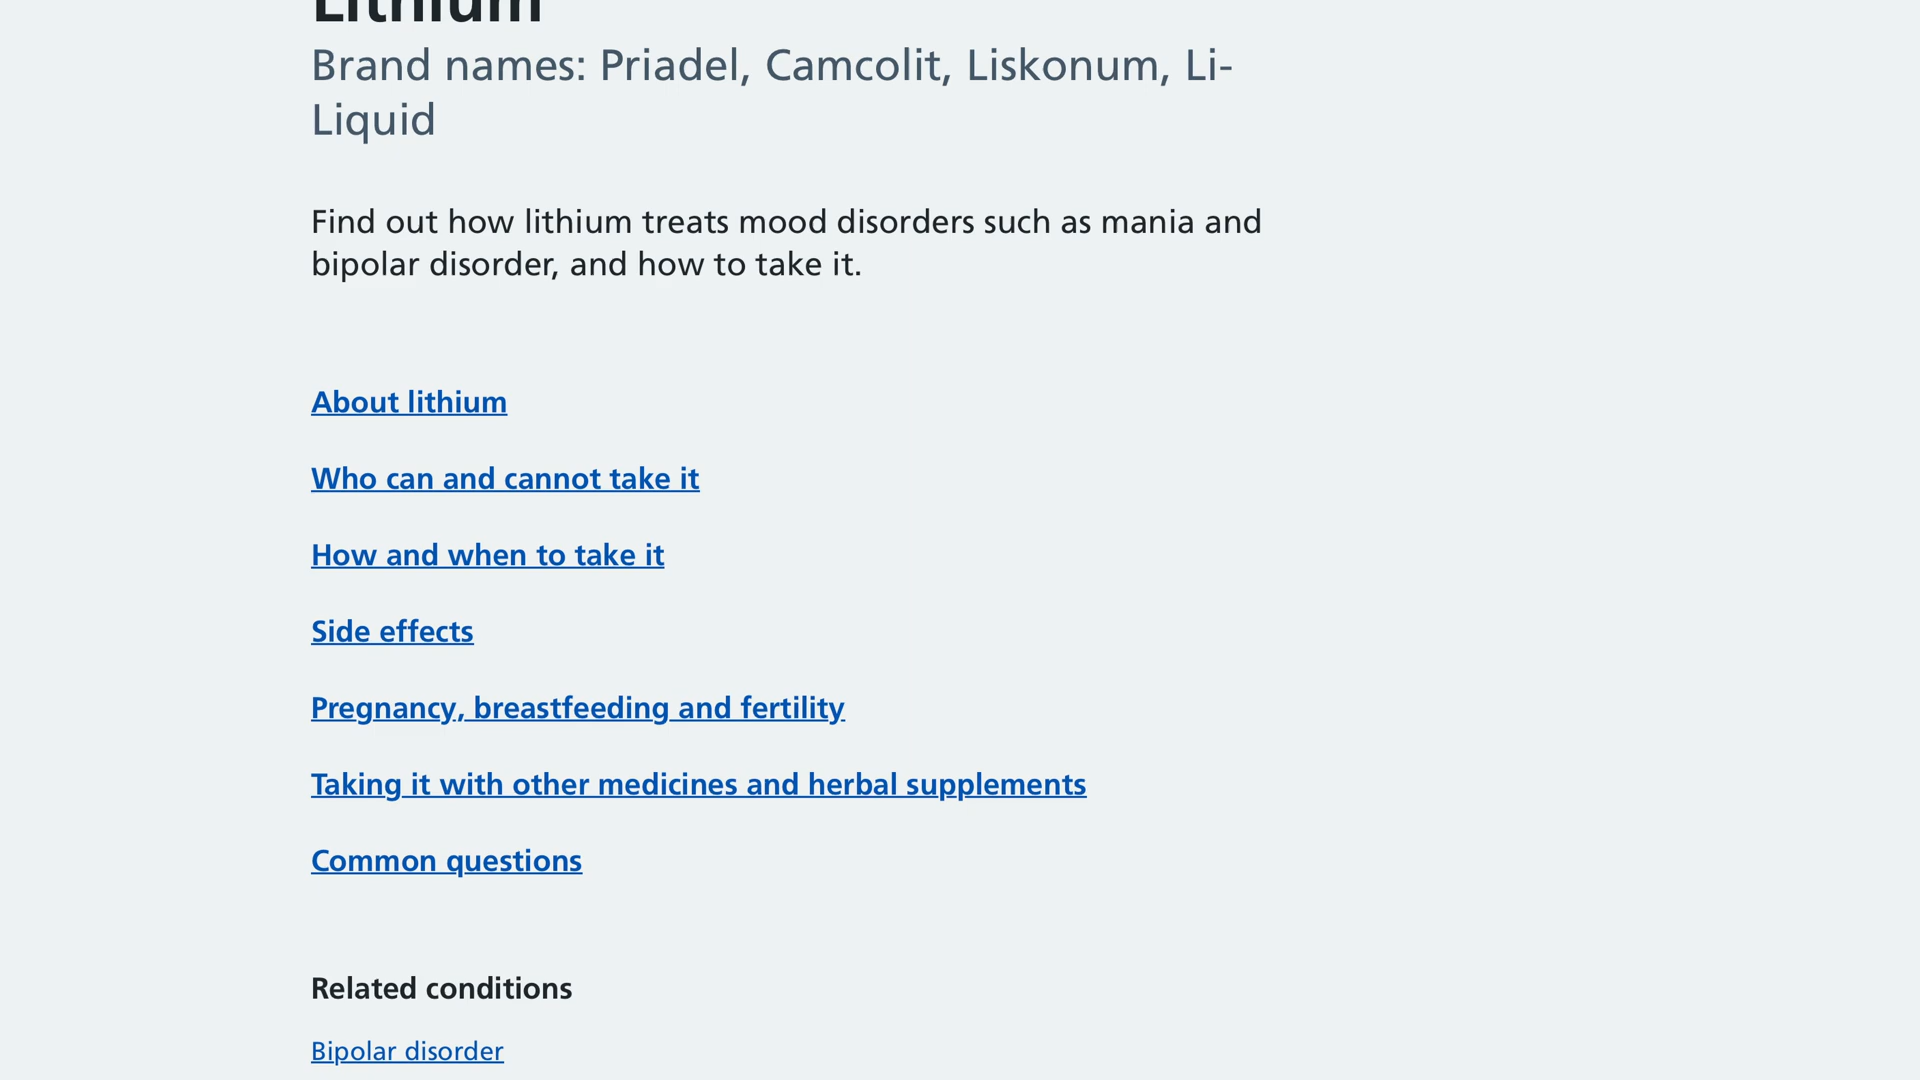 Lithium
Brand names: Priadel, Camcolit, Liskonum, Li-
Liquid
Find out how lithium treats mood disorders such as mania and
bipolar disorder, and how to take it.
About lithium
Who can and cannot take it
How and when to take it
Side effects
Pregnancy, breastfeeding and fertility
Taking it with other medicines and herbal supplements
Common questions
Related conditions
Bipolar disorder